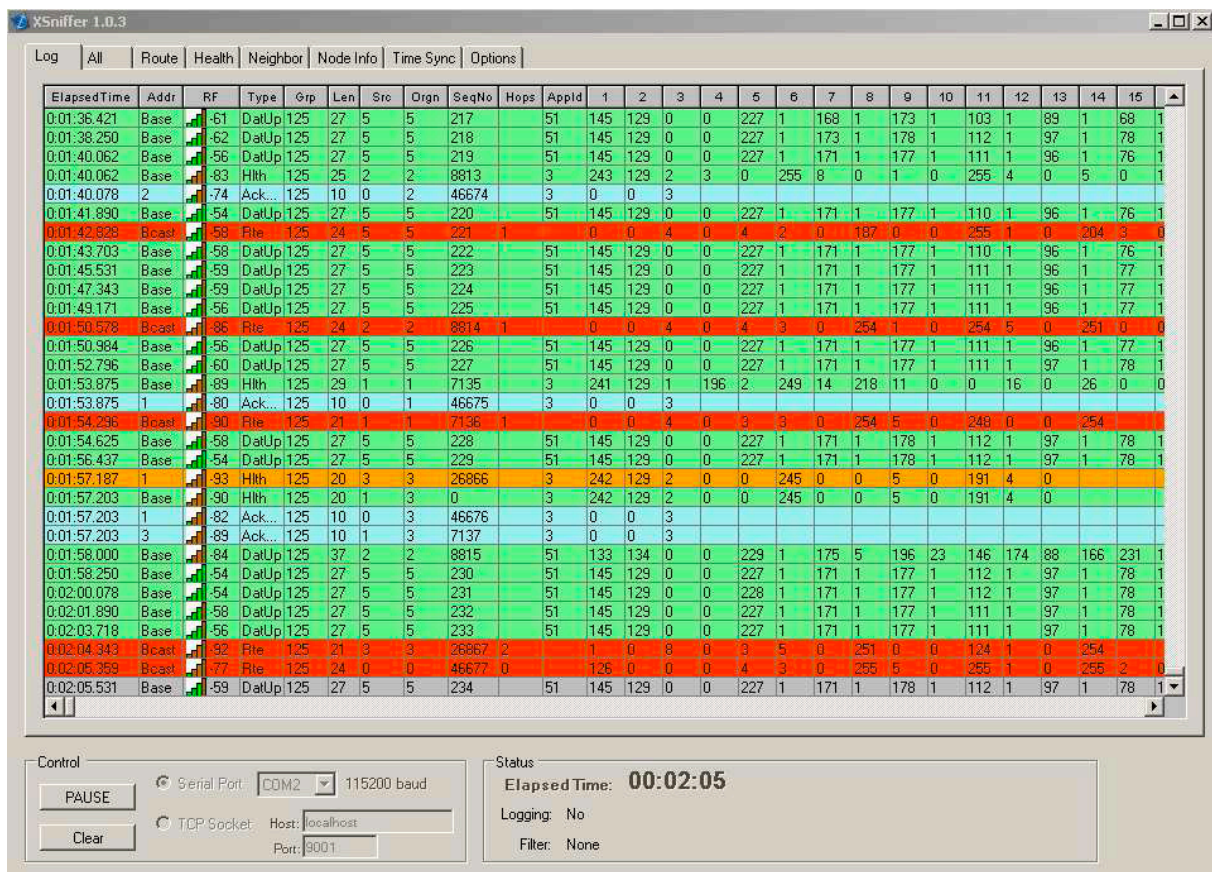 XSniffer 1.0.3
Log All Route Health Neighbor Node Info Time Sync Options
ElapsedTime Addr RF Type Grp Len Src Orgn SeqNo Hops AppId 1 2 3 4 5 6 7 8 9 10 11 12 13 14 15
0:01:36.421 Base -61 DatUp 125 27 5 5 217 51 145 129 0 0 227 1 168 1 173 1 103 1 89 1 68 1
0:01:38.250 Base -62 DatUp 125 27 5 5 218 51 145 129 0 0 227 1 173 1 178 1 112 1 97 1 78 1
0:01:40.062 Base -56 DatUp 125 27 5 5 219 51 145 129 0 0 227 1 171 1 177 1 111 1 96 1 76 1
0:01:40.062 Base -83 Hlth 125 25 2 2 8813 3 243 129 2 3 0 255 8 0 1 0 255 4 0 5 0 1
0:01:40.078 2 -74 Ack... 125 10 0 2 46674 3 0 0 3
0:01:41.890 Base -54 DatUp 125 27 5 5 220 51 145 129 0 0 227 1 171 1 177 1 110 1 96 1 76 1
0:01:42.828 Bcast -58 Rte 125 24 5 5 221 1 0 0 4 0 4 2 0 187 0 0 255 1 0 204 3 0
0:01:43.703 Base -58 DatUp 125 27 5 5 222 51 145 129 0 0 227 1 171 1 177 1 110 1 96 1 76 1
0:01:45.531 Base -59 DatUp 125 27 5 5 223 51 145 129 0 0 227 1 171 1 177 1 111 1 96 1 77 1
0:01:47.343 Base -59 DatUp 125 27 5 5 224 51 145 129 0 0 227 1 171 1 177 1 111 1 96 1 77 1
0:01:49.171 Base -56 DatUp 125 27 5 5 225 51 145 129 0 0 227 1 171 1 177 1 111 1 96 1 77 1
0:01:50.578 Bcast -86 Rte 125 24 2 2 8814 1 0 0 4 0 4 3 0 254 1 0 254 5 0 251 0 0
0:01:50.984 Base -56 DatUp 125 27 5 5 226 51 145 129 0 0 227 1 171 1 177 1 111 1 96 1 77 1
0:01:52.796 Base -60 DatUp 125 27 5 5 227 51 145 129 0 0 227 1 171 1 177 1 111 1 97 1 78 1
0:01:53.875 Base -89 Hlth 125 29 1 1 7135 3 241 129 1 196 2 249 14 218 11 0 0 16 0 26 0 0
0:01:53.875 1 -80 Ack... 125 10 0 1 46675 3 0 0 3
0:01:54.296 Bcast -90 Rte 125 21 1 1 7136 1 0 0 4 0 3 3 0 254 5 0 248 0 0 254
0:01:54.625 Base -58 DatUp 125 27 5 5 228 51 145 129 0 0 227 1 171 1 178 1 112 1 97 1 78 1
0:01:56.437 Base -54 DatUp 125 27 5 5 229 51 145 129 0 0 227 1 171 1 178 1 112 1 97 1 78 1
0:01:57.187 1 -93 Hlth 125 20 3 3 26866 3 242 129 2 0 0 245 0 0 5 0 191 4 0
0:01:57.203 Base -90 Hlth 125 20 1 3 0 3 242 129 2 0 0 245 0 0 5 0 191 4 0
0:01:57.203 1 -82 Ack... 125 10 0 3 46676 3 0 0 3
0:01:57.203 3 -89 Ack... 125 10 1 3 7137 3 0 0 3
0:01:58.000 Base -84 DatUp 125 37 2 2 8815 51 133 134 0 0 229 1 175 5 196 23 146 174 88 166 231 1
0:01:58.250 Base -54 DatUp 125 27 5 5 230 51 145 129 0 0 227 1 171 1 177 1 112 1 97 1 78 1
0:02:00.078 Base -54 DatUp 125 27 5 5 231 51 145 129 0 0 228 1 171 1 177 1 112 1 97 1 78 1
0:02:01.890 Base -58 DatUp 125 27 5 5 232 51 145 129 0 0 227 1 171 1 177 1 111 1 97 1 78 1
0:02:03.718 Base -56 DatUp 125 27 5 5 233 51 145 129 0 0 227 1 171 1 177 1 111 1 97 1 78 1
0:02:04.343 Bcast -92 Rte 125 21 3 3 26867 2 1 0 8 0 3 5 0 251 0 0 124 1 0 254
0:02:05.359 Bcast -77 Rte 125 24 0 0 46677 0 126 0 0 0 4 3 0 255 5 0 255 1 0 255 2 0
0:02:05.531 Base -59 DatUp 125 27 5 5 234 51 145 129 0 0 227 1 171 1 178 1 112 1 97 1 78 1
Control
PAUSE
Clear
Serial Port COM2 115200 baud
TCP Socket Host: localhost
Port: 9001
Status
Elapsed Time: 00:02:05
Logging: No
Filter: None